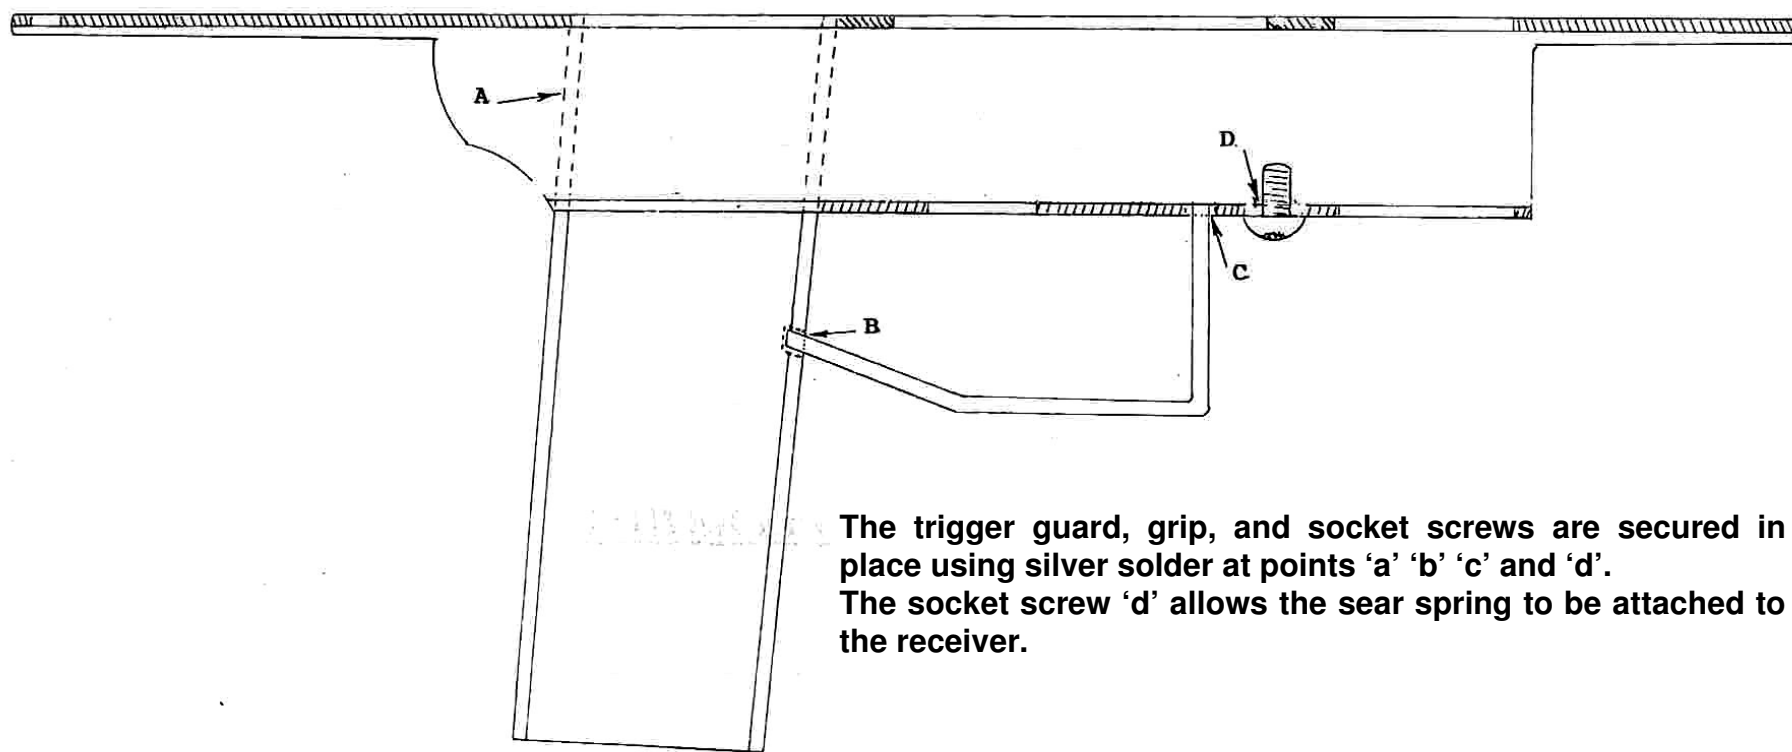 A
D.
C
B
The trigger guard, grip, and socket screws are secured in
place using silver solder at points ‘a’ ‘b’ ‘c’ and ‘d’.
The socket screw ‘d’ allows the sear spring to be attached to
the receiver.